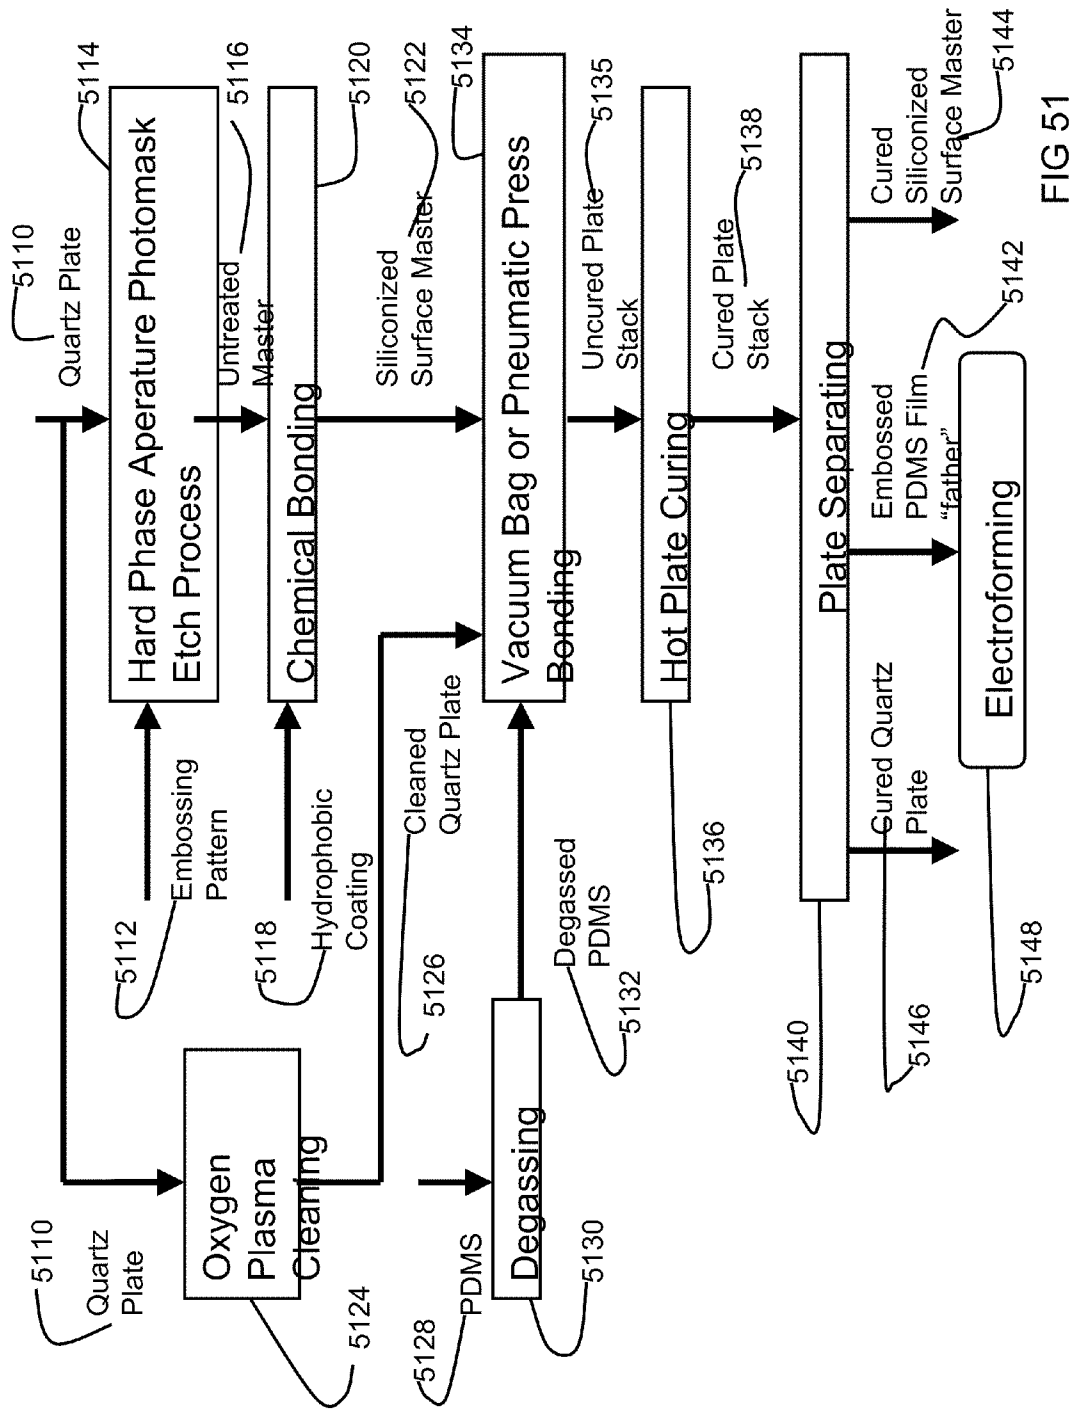 5110
Quartz Plate
5114
Hard Phase Aperature Photomask
Etch Process
5112
Embossing
Pattern
5110
Quartz
Plate
Oxygen
Plasma
Cleaning
5124
Untreated
Master
5116
Chemical Bonding
5120
5118
Hydrophobic
Coating
Siliconized
Surface Master
5122
Cleaned
Quartz Plate
5126
5128
PDMS
Degassing
5130
Degassed
PDMS
5132
Vacuum Bag or Pneumatic Press
Bonding
5134
Uncured Plate
Stack
5135
Hot Plate Curing
5136
Cured Plate
Stack
5138
Plate Separating
5140
Cured Quartz
Plate
5146
Embossed
PDMS Film
“father”
5142
Cured
Siliconized
Surface Master
5144
Electroforming
5148
FIG 51